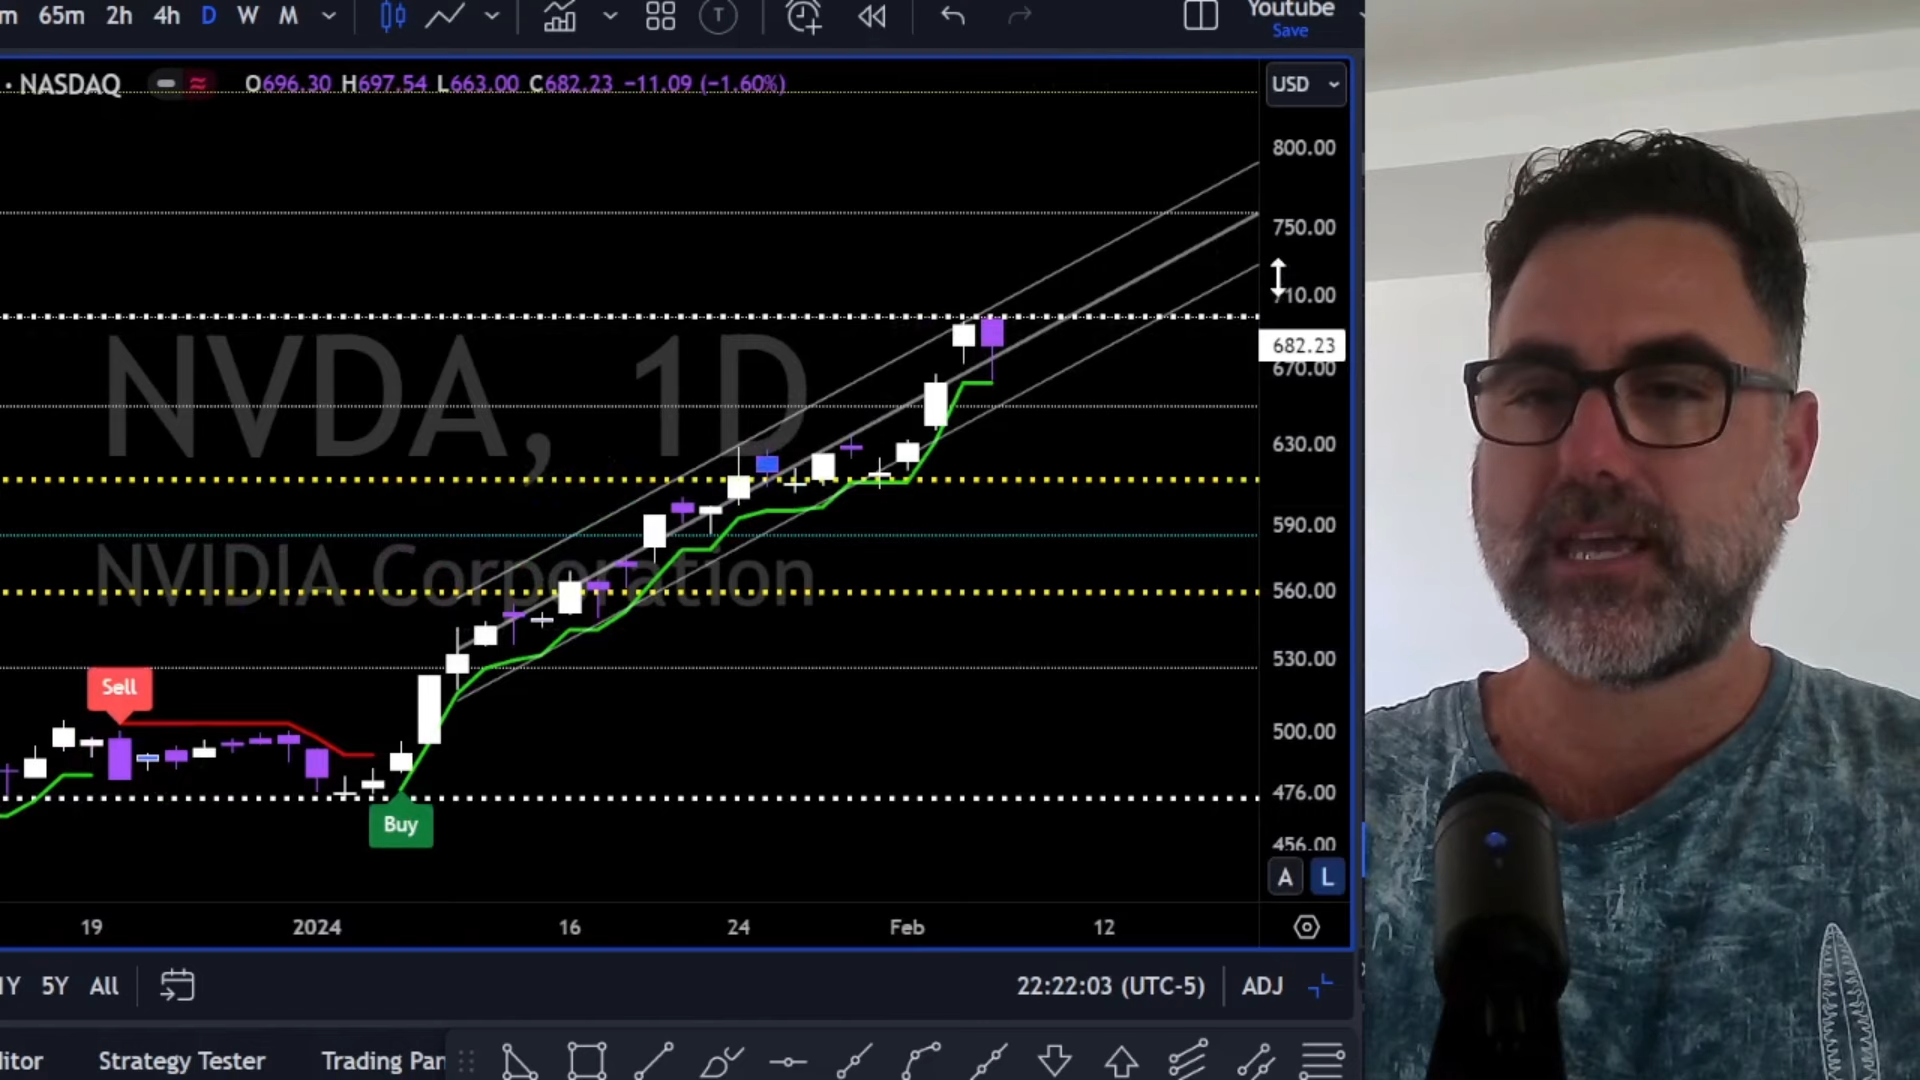 m 65m 2h 4h D W M T Youtube
Save
· NASDAQ O696.30 H697.54 L663.00 C682.23 −11.09 (−1.60%) USD
800.00
750.00
710.00
682.23
670.00
630.00
590.00
560.00
530.00
500.00
476.00
456.00
NVDA, 1D
NVIDIA Corporation
Sell
Buy
A L
19 2024 16 24 Feb 12
1Y 5Y All 22:22:03 (UTC-5) ADJ
itor Strategy Tester Trading Pan